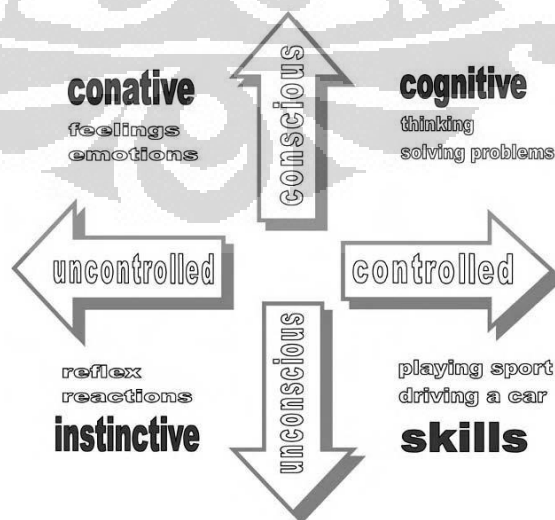 conative
feelings
emotions
conscious
cognitive
thinking
solving problems
uncontrolled
controlled
reflex
reactions
instinctive
unconscious
playing sport
driving a car
skills